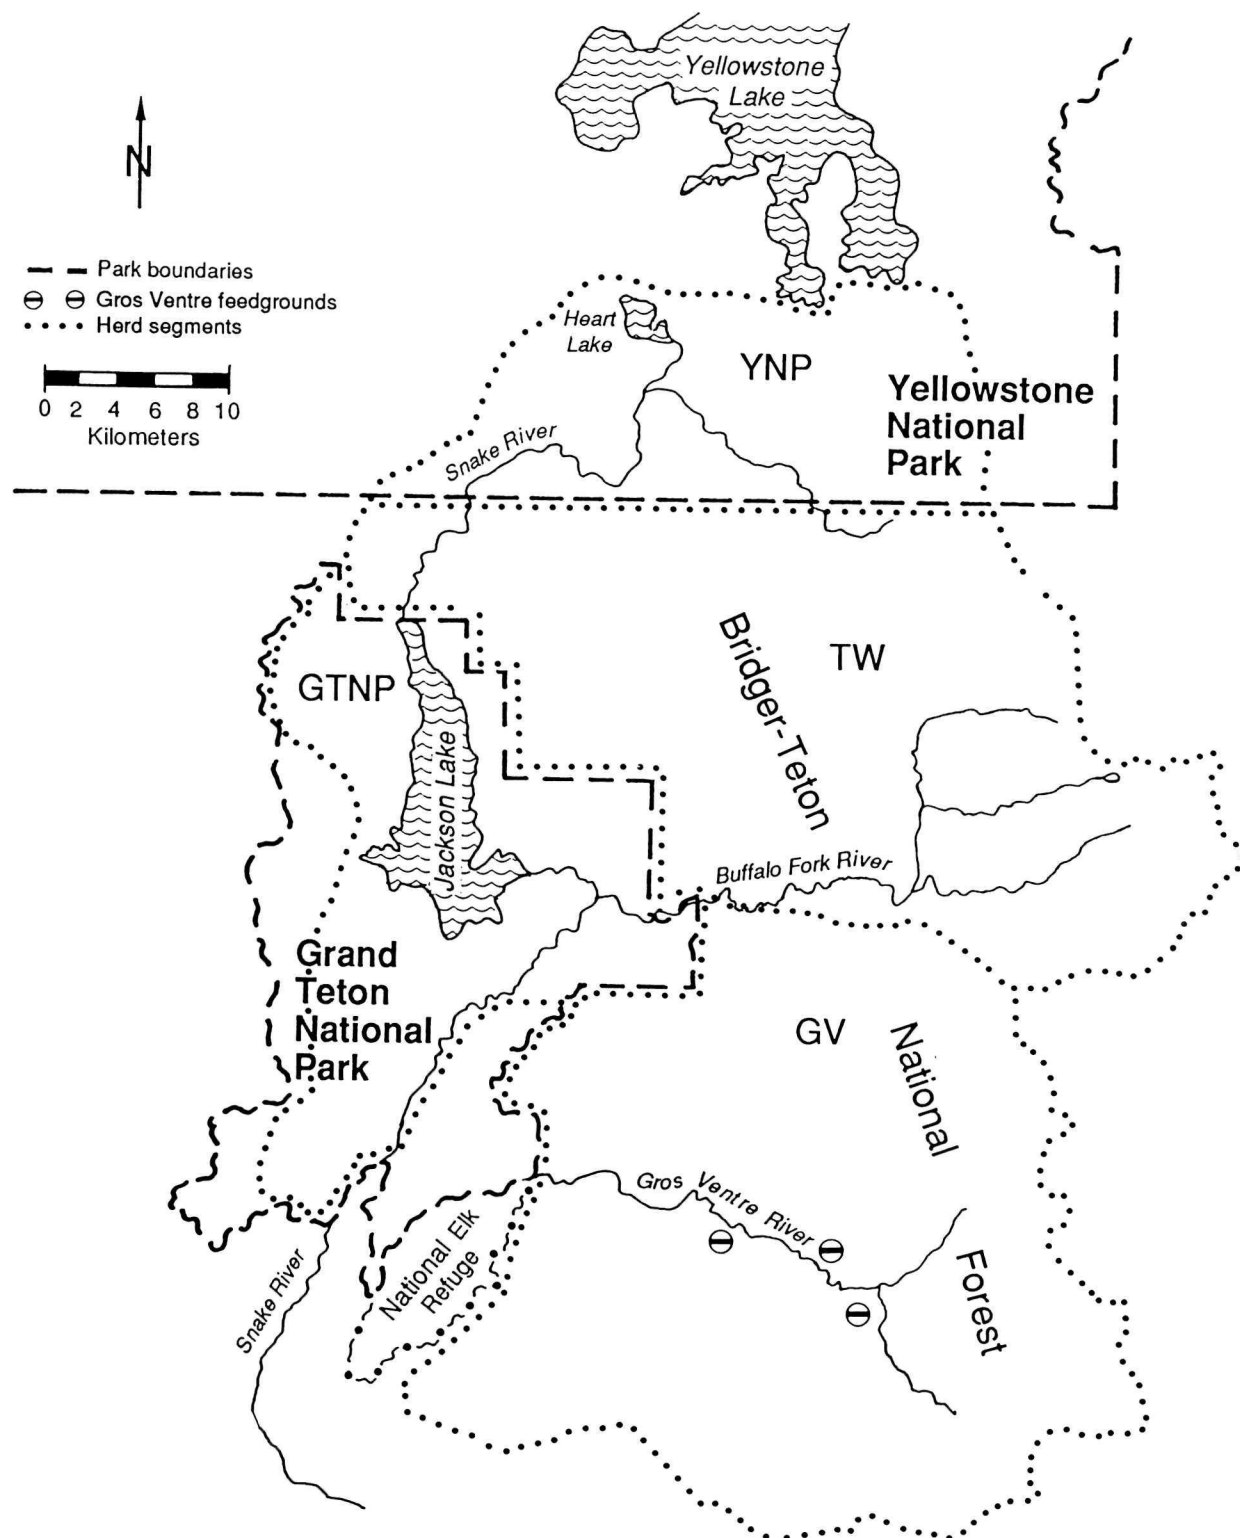 Yellowstone
Lake
N
Park boundaries
Gros Ventre feedgrounds
Herd segments
0 2 4 6 8 10
Kilometers
Heart
Lake
YNP
Yellowstone
National
Park
Snake River
GTNP
TW
Bridger-Teton
Jackson Lake
Buffalo Fork River
Grand
Teton
National
Park
GV
National
Gros Ventre River
National Elk
Refuge
Snake River
Forest